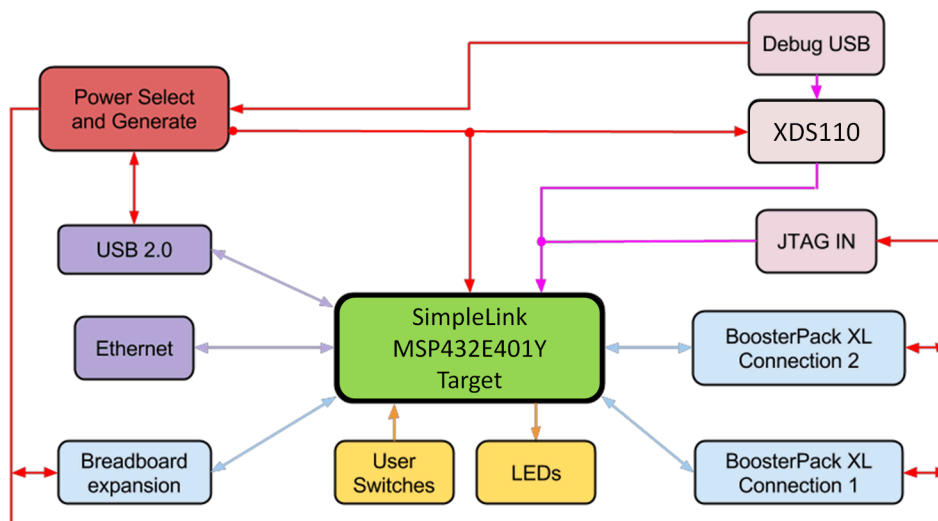 Debug USB
Power Select
and Generate
XDS110
USB 2.0
JTAG IN
SimpleLink
MSP432E401Y
Target
Ethernet
BoosterPack XL
Connection 2
Breadboard
expansion
User
Switches
LEDs
BoosterPack XL
Connection 1